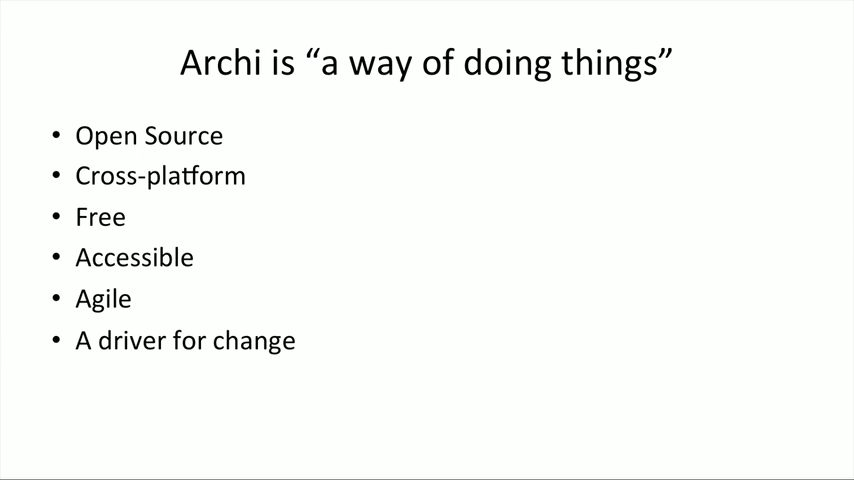 Archi is “a way of doing things”
• Open Source
• Cross-platform
• Free
• Accessible
• Agile
• A driver for change